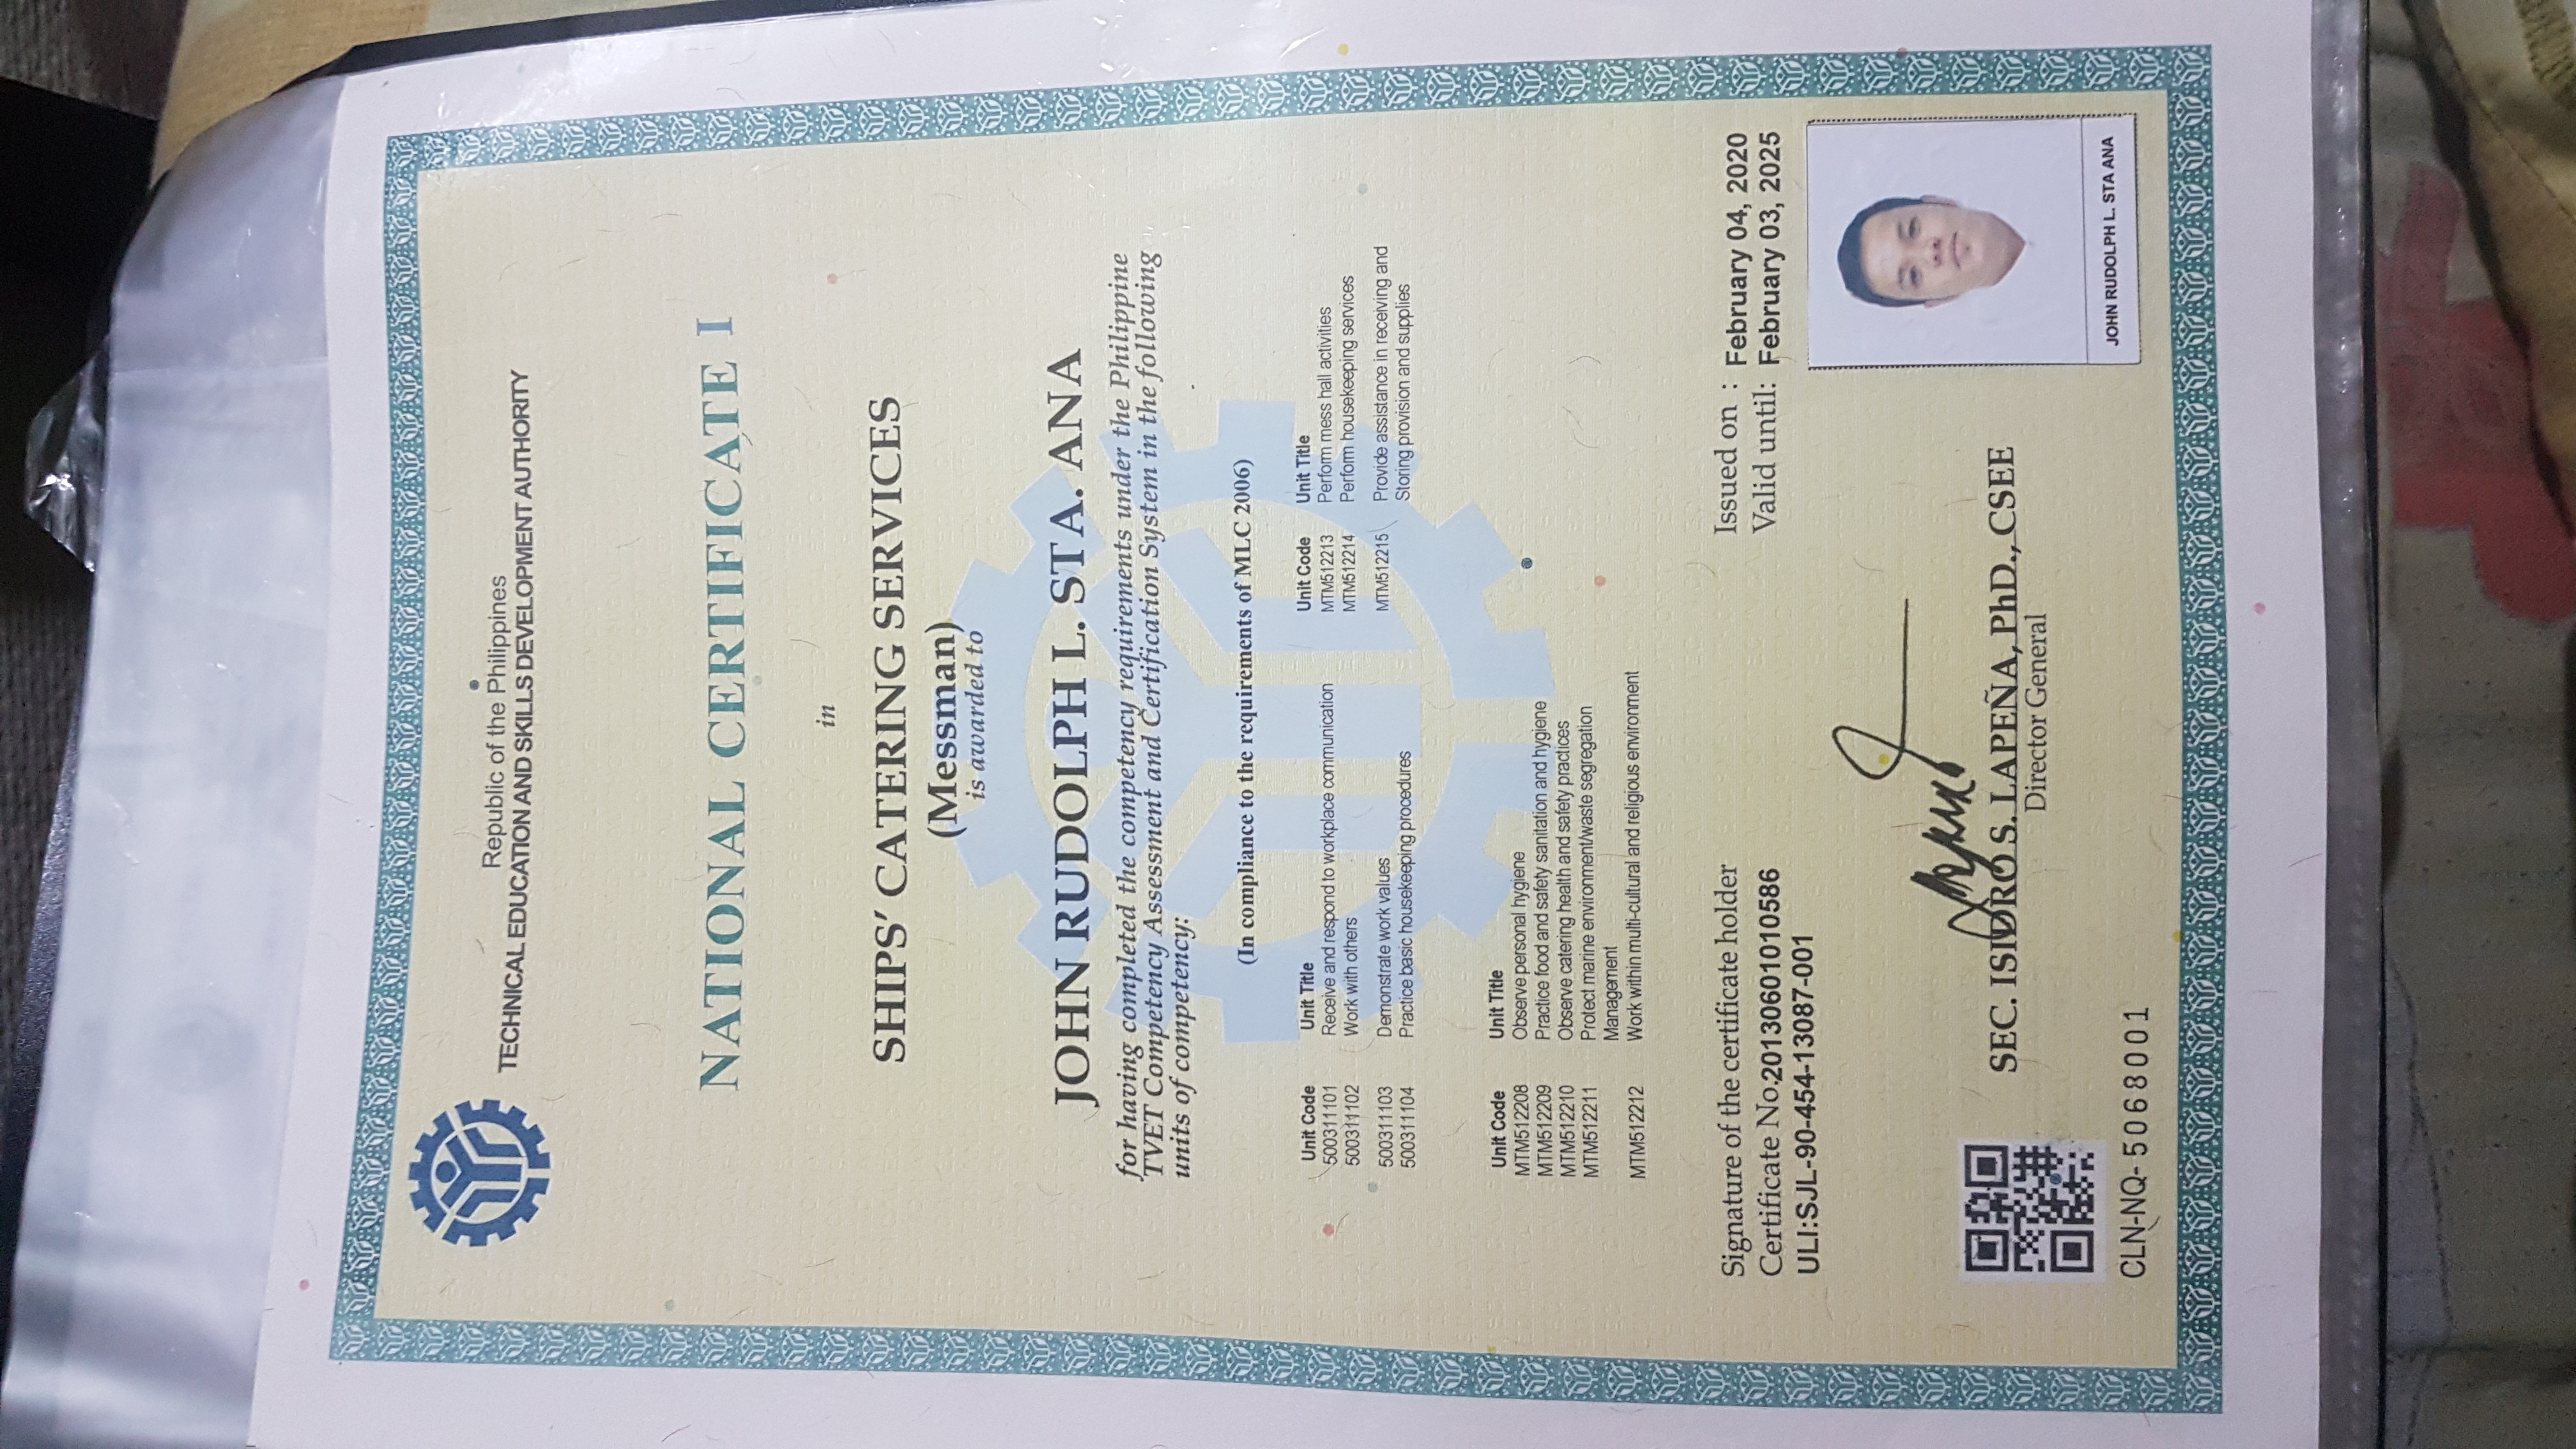 Republic of the Philippines
TECHNICAL EDUCATION AND SKILLS DEVELOPMENT AUTHORITY
NATIONAL CERTIFICATE I
in
SHIPS' CATERING SERVICES
(Messman)
is awarded to
JOHN RUDOLPH L. STA. ANA
for having completed the competency requirements under the Philippine
TVET Competency Assessment and Certification System in the following
units of competency:
(In compliance to the requirements of MLC 2006)
Unit Code Unit Title
500311101 Receive and respond to workplace communication
500311102 Work with others
500311103 Demonstrate work values
500311104 Practice basic housekeeping procedures
Unit Code Unit Title
MTM512213 Perform mess hall activities
MTM512214 Perform housekeeping services
MTM512215 Provide assistance in receiving and
Storing provision and supplies
Unit Code Unit Title
MTM512208 Observe personal hygiene
MTM512209 Practice food and safety sanitation and hygiene
MTM512210 Observe catering health and safety practices
MTM512211 Protect marine environment/waste segregation
Management
MTM512212 Work within multi-cultural and religious environment
Signature of the certificate holder
Certificate No:20130601010586
ULI:SJL-90-454-13087-001
Issued on : February 04, 2020
Valid until: February 03, 2025
SEC. ISIDRO S. LAPEÑA, PhD., CSEE
Director General
JOHN RUDOLPH L. STA ANA
CLN-NQ- 5068001